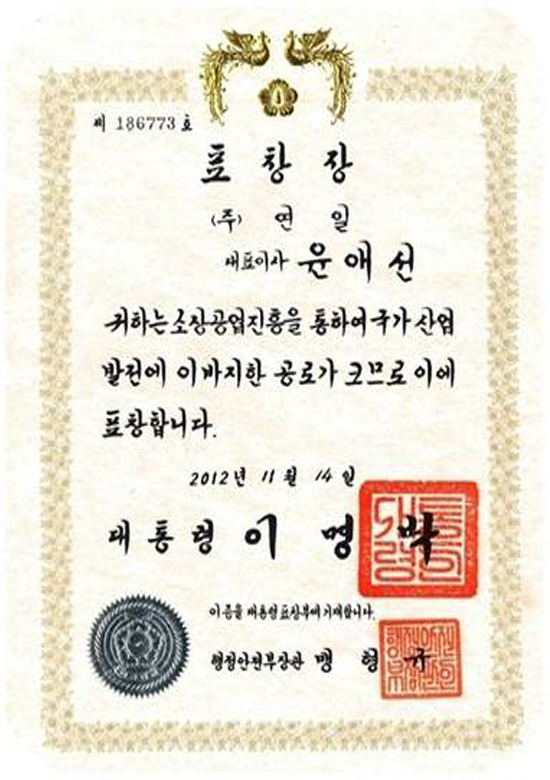 제 186773 호
표 창 장
(주) 연 일
대표이사 윤 애 선
귀하는 소상공업진흥을 통하여 국가 산업
발전에 이바지한 공로가 크므로 이에
표창합니다.
2012년 11월 14일
대 통 령 이 명 박
이 증을 대통령 표창부에 기재합니다.
행정안전부장관 맹 형 규